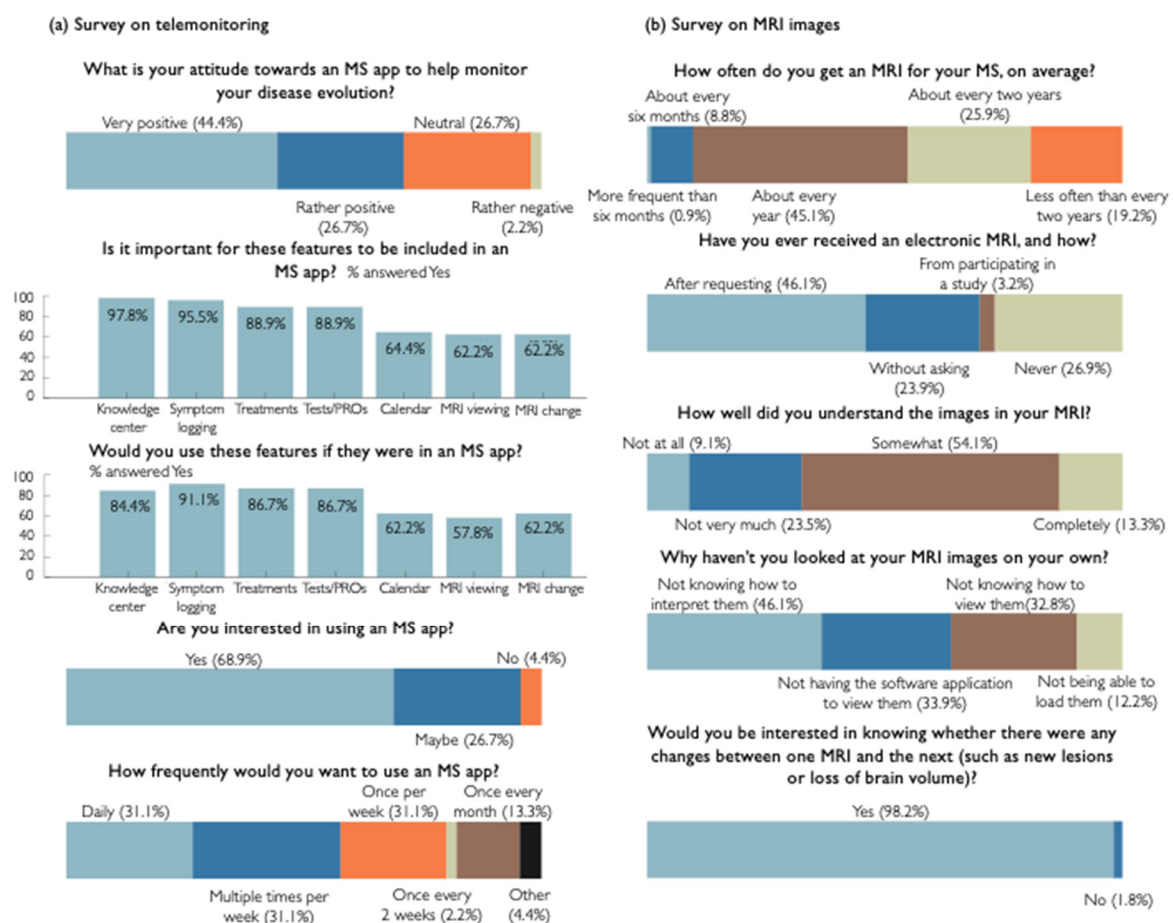 (a) Survey on telemonitoring
What is your attitude towards an MS app to help monitor
your disease evolution?
Very positive (44.4%)
Neutral (26.7%)
Rather positive
(26.7%)
Rather negative
(2.2%)
Is it important for these features to be included in an
MS app? % answered Yes
100
80
60
40
20
0
97.8%
95.5%
88.9%
88.9%
64.4%
62.2%
62.2%
Knowledge
center
Symptom
logging
Treatments
Tests/PROs
Calendar
MRI viewing
MRI change
Would you use these features if they were in an MS app?
% answered Yes
100
80
60
40
20
0
84.4%
91.1%
86.7%
86.7%
62.2%
57.8%
62.2%
Knowledge
center
Symptom
logging
Treatments
Tests/PROs
Calendar
MRI viewing
MRI change
Are you interested in using an MS app?
Yes (68.9%)
No (4.4%)
Maybe (26.7%)
How frequently would you want to use an MS app?
Daily (31.1%)
Once per
week (31.1%)
Once every
month (13.3%)
Multiple times per
week (31.1%)
Once every
2 weeks (2.2%)
Other
(4.4%)
(b) Survey on MRI images
How often do you get an MRI for your MS, on average?
About every
six months (8.8%)
About every two years
(25.9%)
More frequent than
six months (0.9%)
About every
year (45.1%)
Less often than every
two years (19.2%)
Have you ever received an electronic MRI, and how?
After requesting (46.1%)
From participating in
a study (3.2%)
Without asking
(23.9%)
Never (26.9%)
How well did you understand the images in your MRI?
Not at all (9.1%)
Somewhat (54.1%)
Not very much (23.5%)
Completely (13.3%)
Why haven't you looked at your MRI images on your own?
Not knowing how to
interpret them (46.1%)
Not knowing how to
view them(32.8%)
Not having the software application
to view them (33.9%)
Not being able to
load them (12.2%)
Would you be interested in knowing whether there were any
changes between one MRI and the next (such as new lesions
or loss of brain volume)?
Yes (98.2%)
No (1.8%)